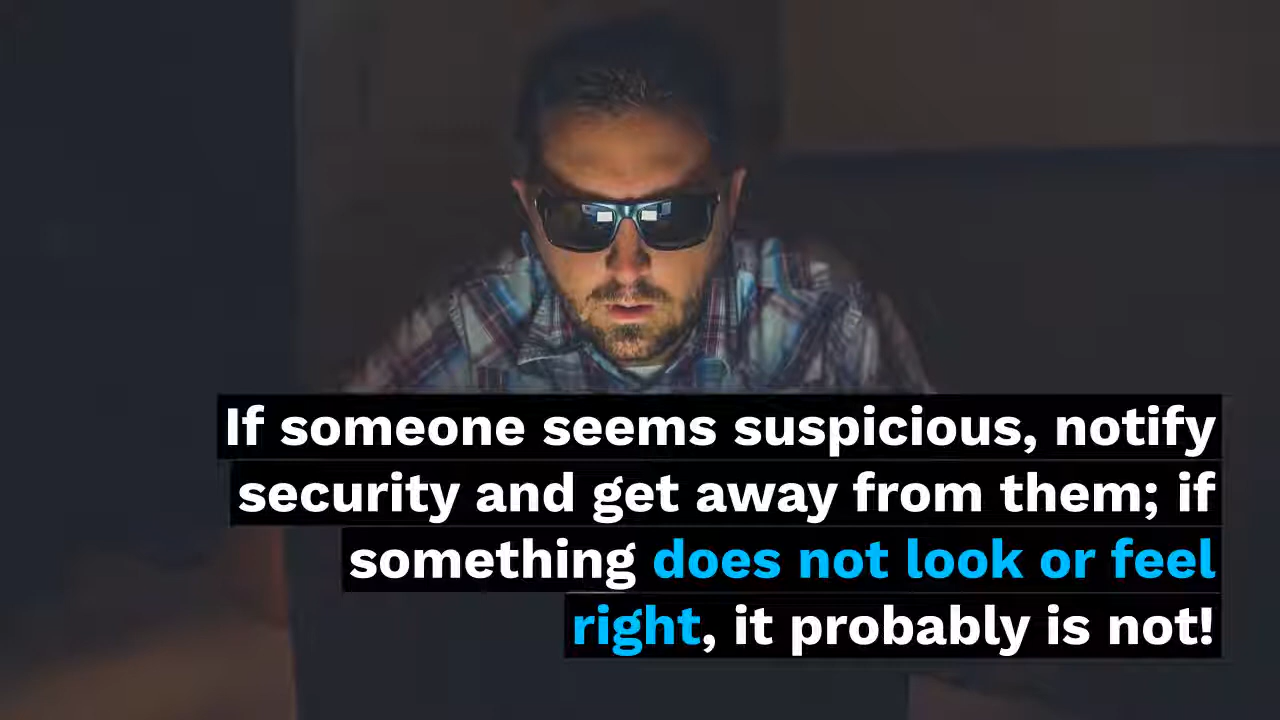 If someone seems suspicious, notify
security and get away from them; if
something does not look or feel
right, it probably is not!